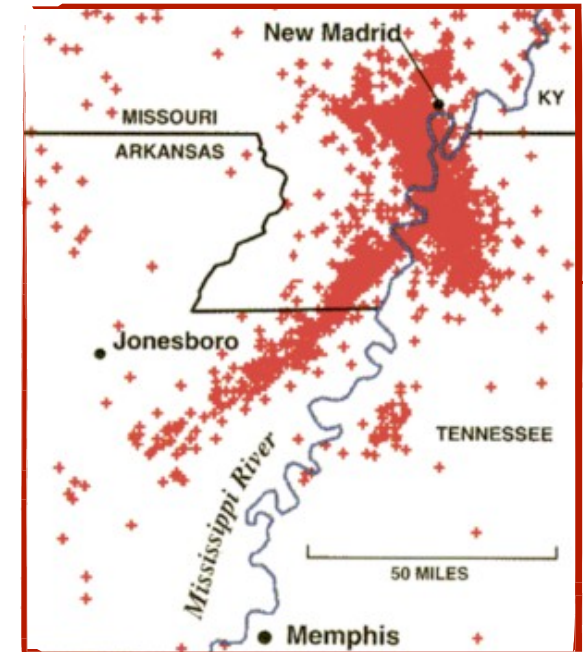 New Madrid
KY
MISSOURI
ARKANSAS
Jonesboro
TENNESSEE
Mississippi River
50 MILES
Memphis